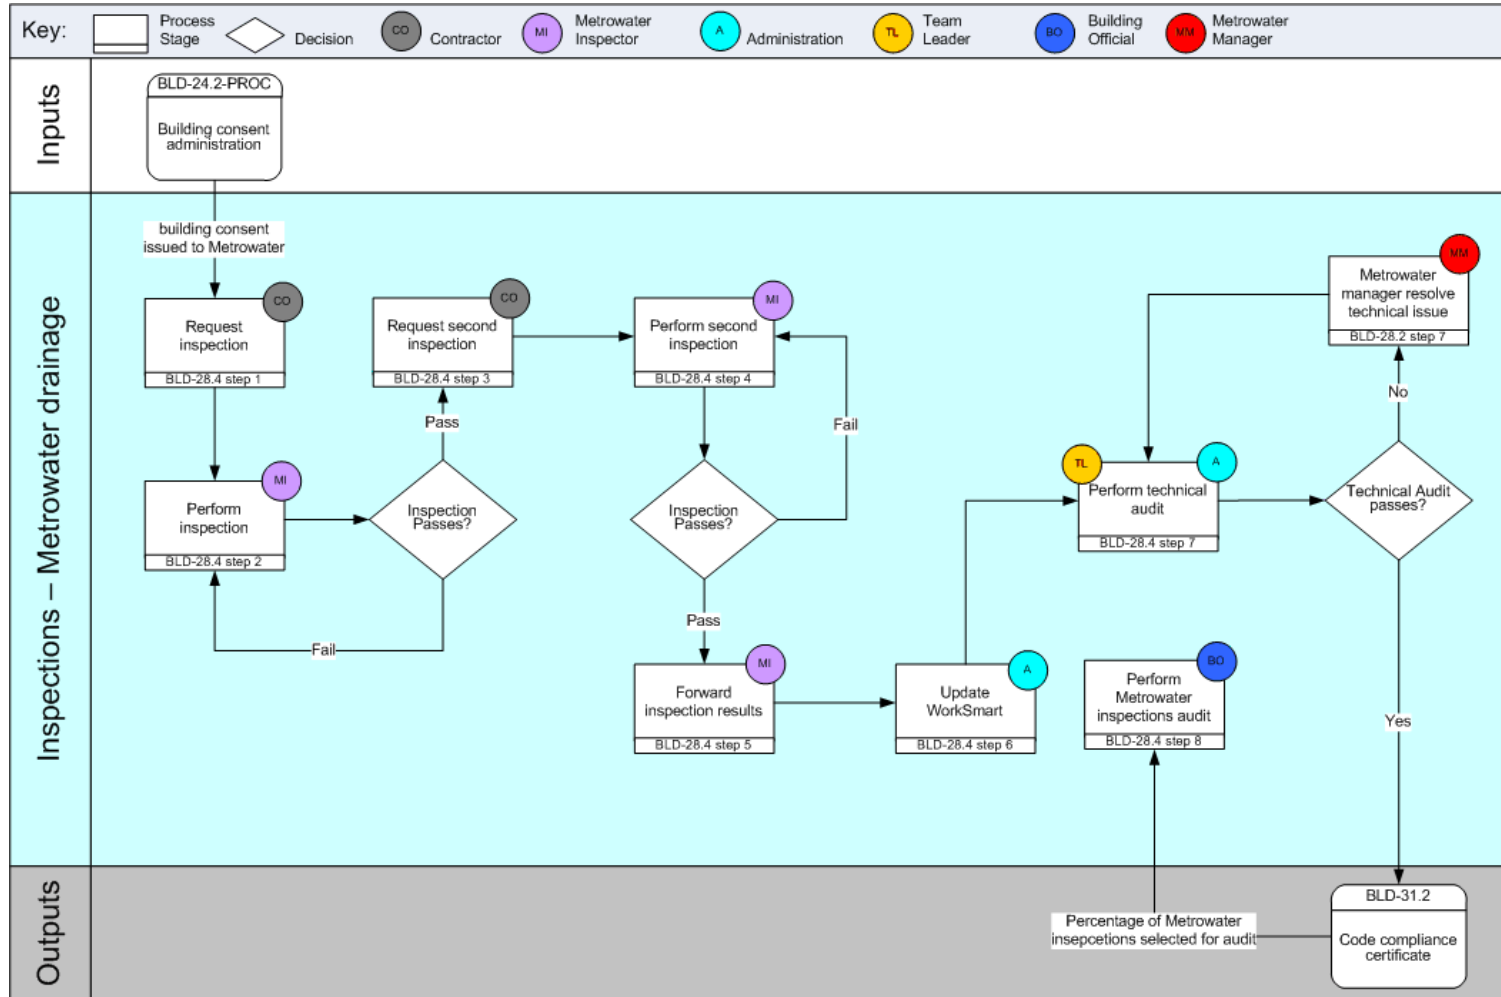 Key:
Process
Stage
Decision
CO
Contractor
MI
Metrowater
Inspector
A
Administration
TL
Team
Leader
BO
Building
Official
MM
Metrowater
Manager
Inputs
BLD-24.2-PROC
Building consent
administration
Inspections – Metrowater drainage
building consent
issued to Metrowater
CO
Request
inspection
BLD-28.4 step 1
MI
Perform
inspection
BLD-28.4 step 2
Inspection
Passes?
Fail
Pass
CO
Request second
inspection
BLD-28.4 step 3
MI
Perform second
inspection
BLD-28.4 step 4
Inspection
Passes?
Fail
Pass
MI
Forward
inspection results
BLD-28.4 step 5
A
Update
WorkSmart
BLD-28.4 step 6
TL
A
Perform technical
audit
BLD-28.4 step 7
Technical Audit
passes?
No
MM
Metrowater
manager resolve
technical issue
BLD-28.2 step 7
Yes
BO
Perform
Metrowater
inspections audit
BLD-28.4 step 8
Outputs
Percentage of Metrowater
insepcetions selected for audit
BLD-31.2
Code compliance
certificate